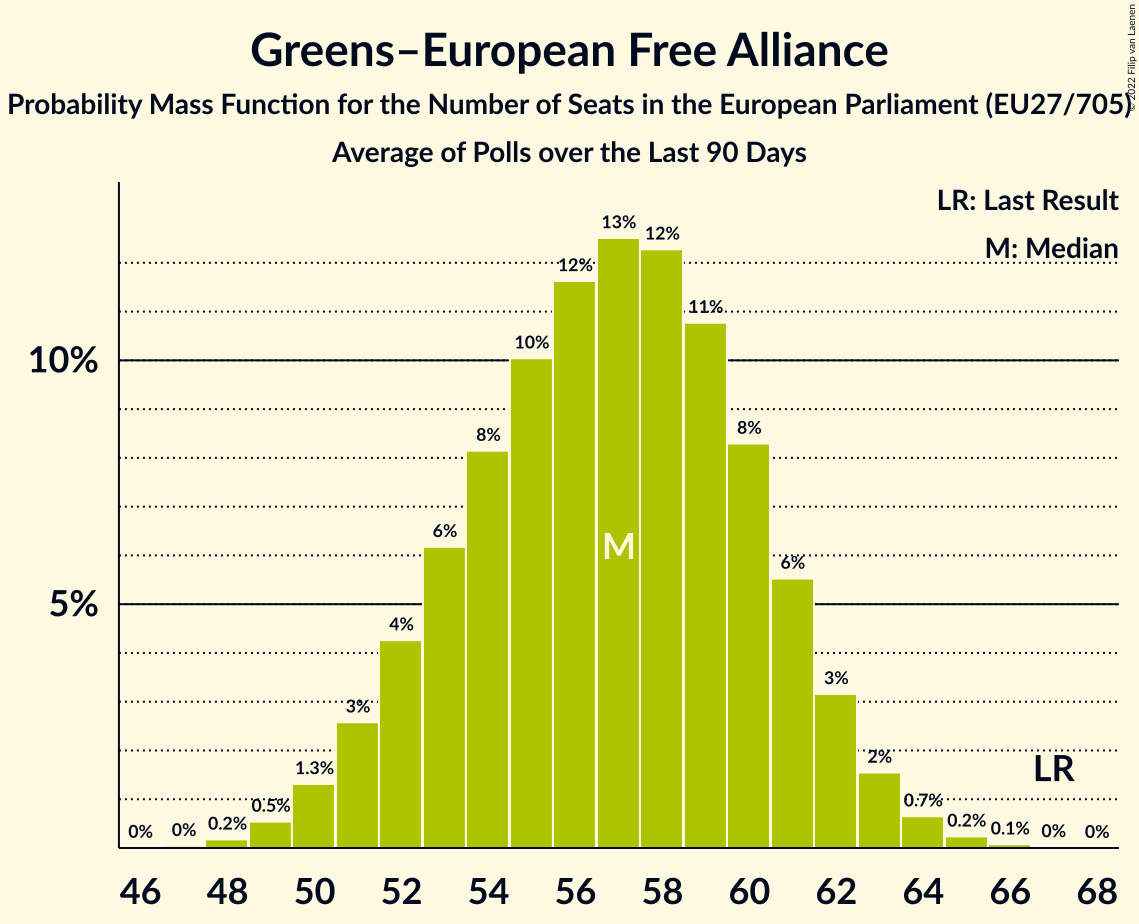 Greens–European Free Alliance
Probability Mass Function for the Number of Seats in the European Parliament (EU27/705)
Average of Polls over the Last 90 Days
© 2022 Filip van Laenen
LR: Last Result
M: Median
10%
5%
0% 0% 0.2% 0.5% 1.3% 3% 4% 6% 8% 10% 12% 13% 12% 11% 8% 6% 3% 2% 0.7% 0.2% 0.1% 0% 0%
M
LR
46 48 50 52 54 56 58 60 62 64 66 68